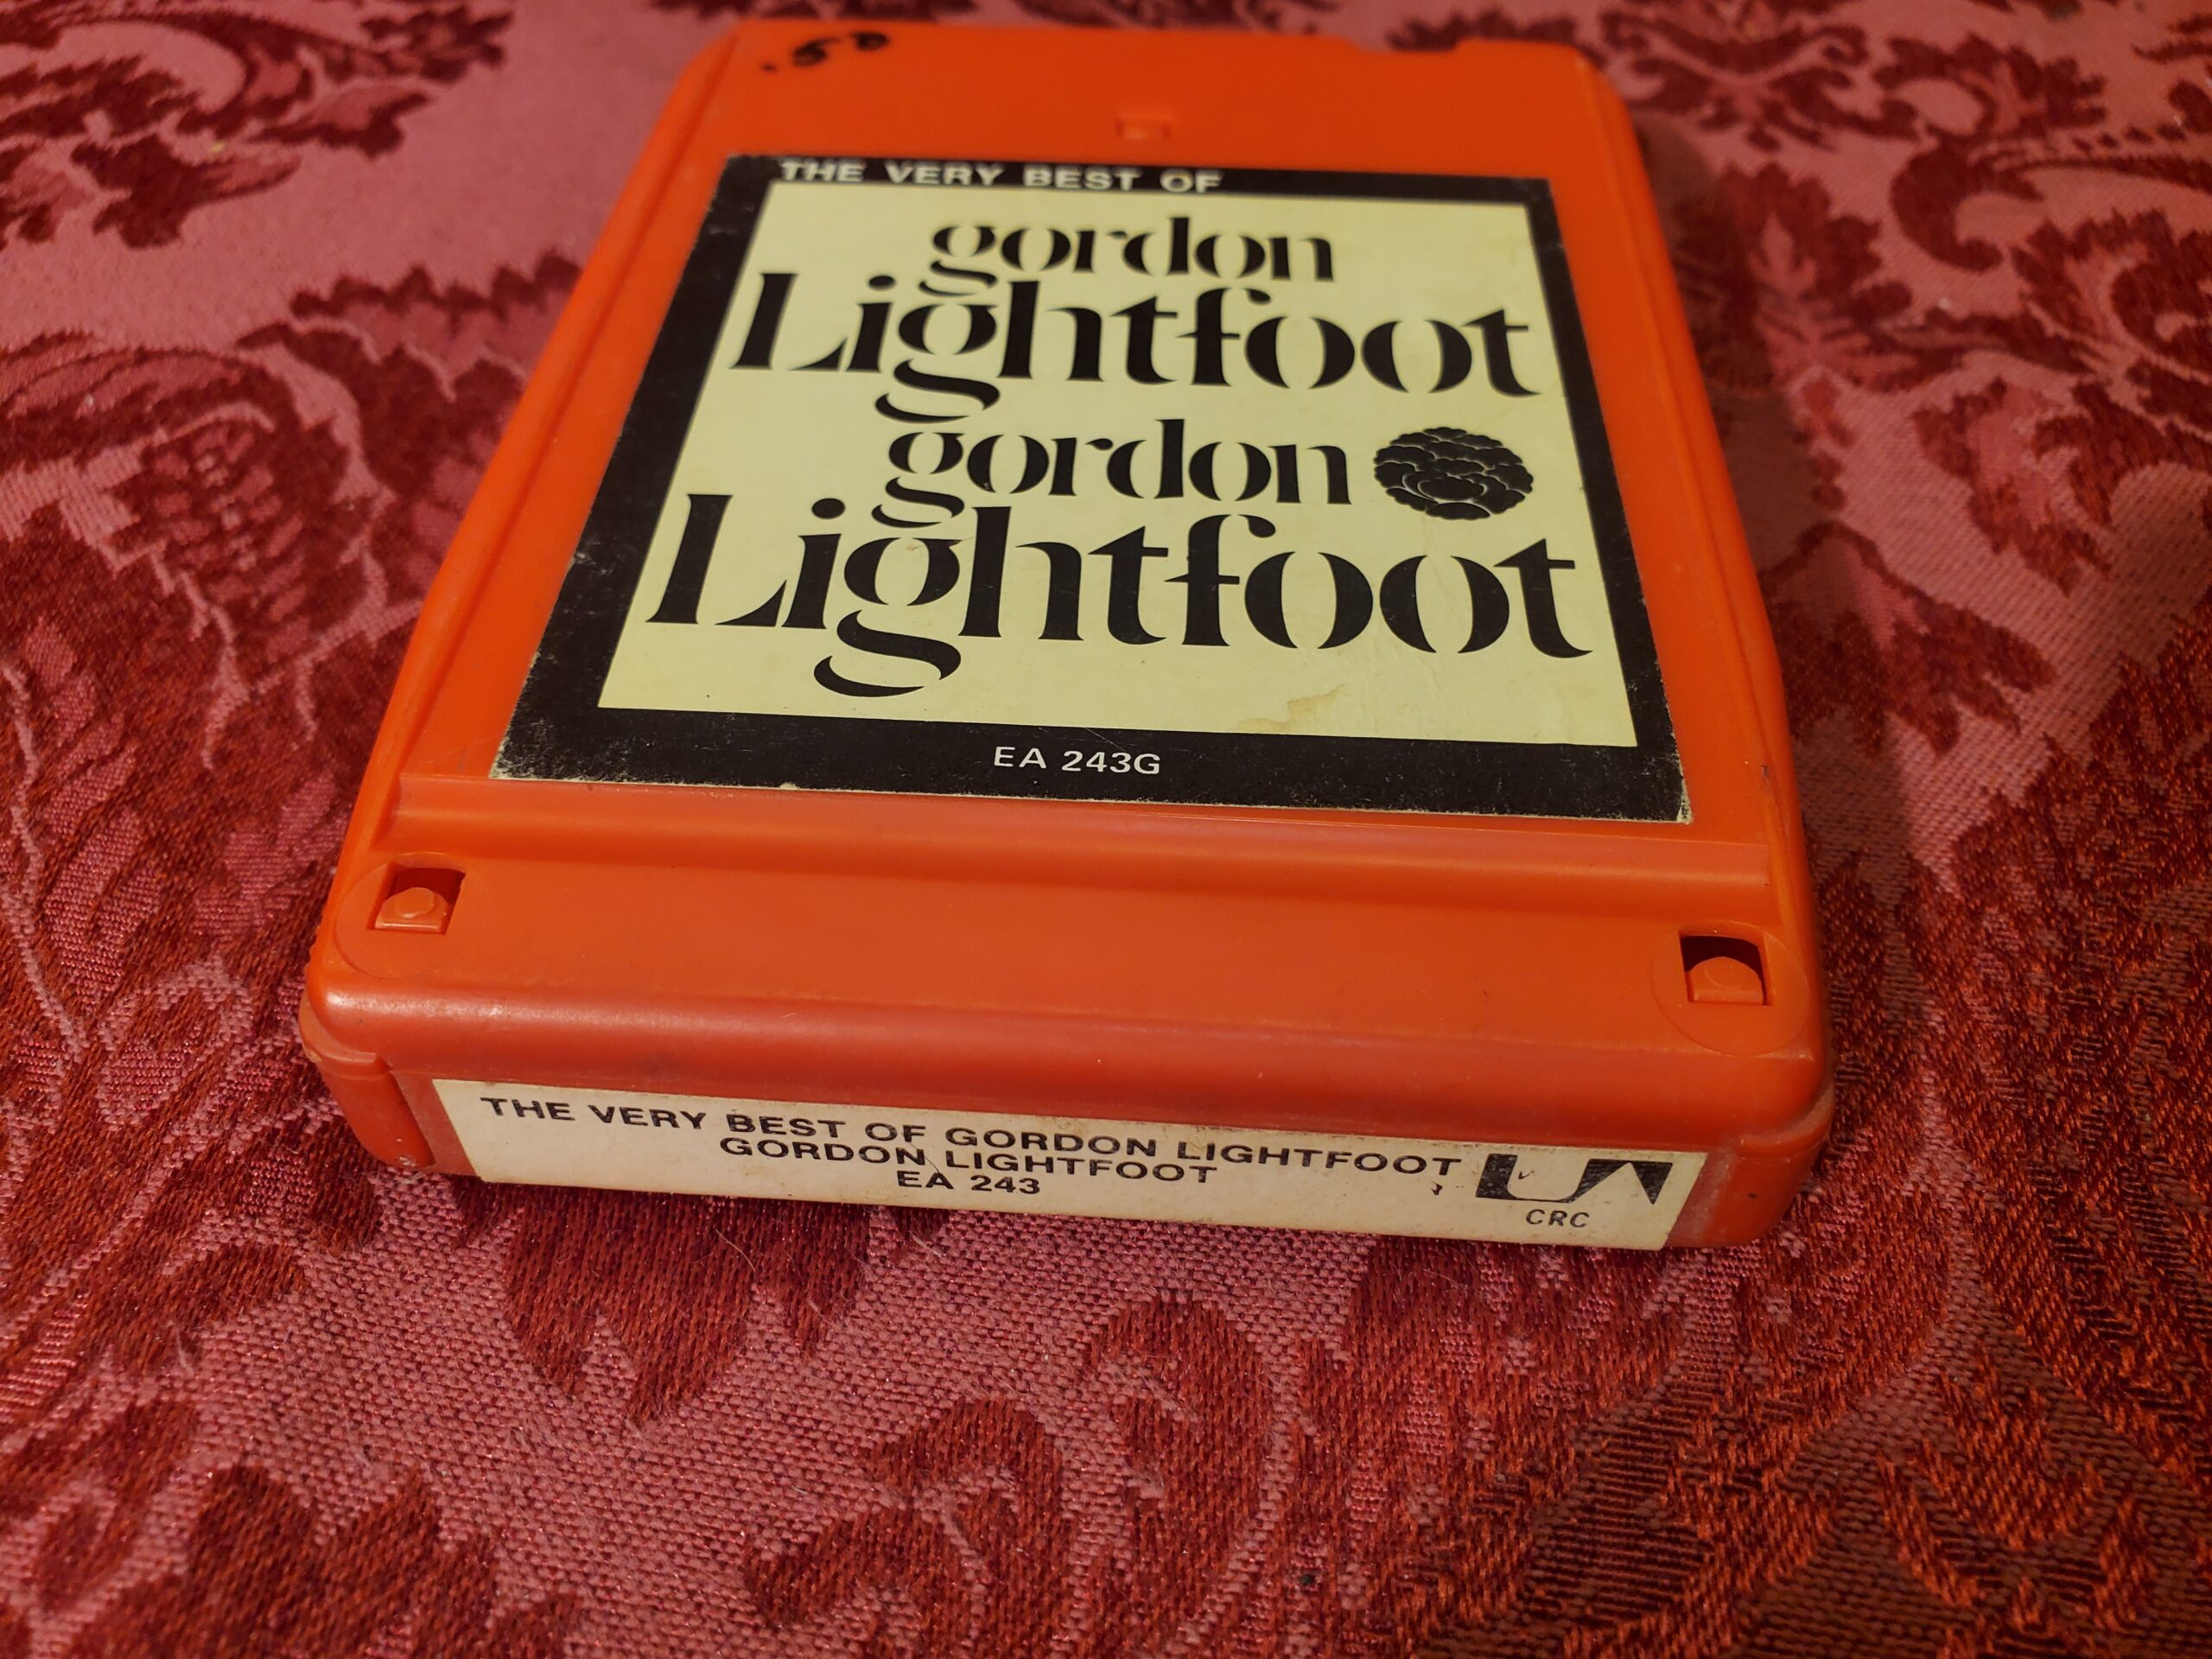 .50
THE VERY BEST OF
gordon
Lightfoot
gordon
Lightfoot
EA 243G
THE VERY BEST OF GORDON LIGHTFOOT
GORDON LIGHTFOOT
EA 243
UA
CRC